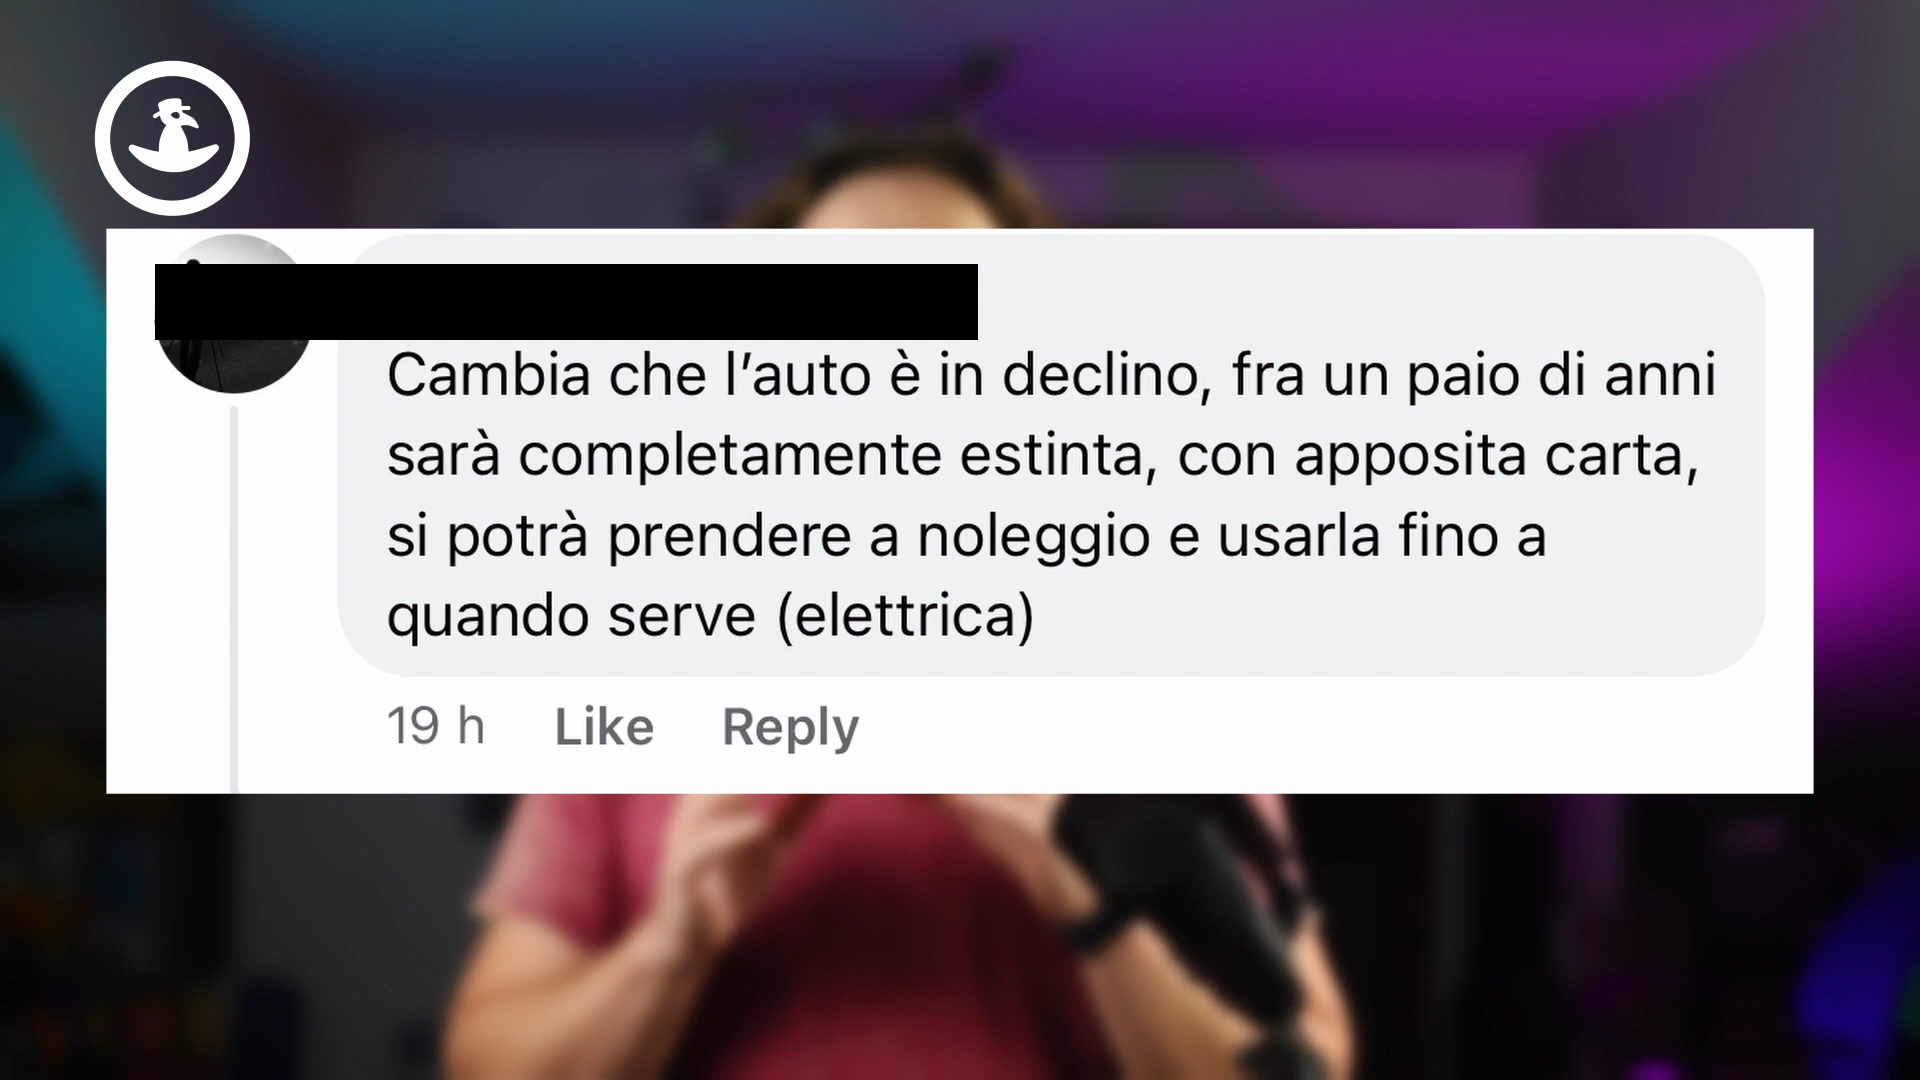 Cambia che l’auto è in declino, fra un paio di anni
sarà completamente estinta, con apposita carta,
si potrà prendere a noleggio e usarla fino a
quando serve (elettrica)
19 h Like Reply